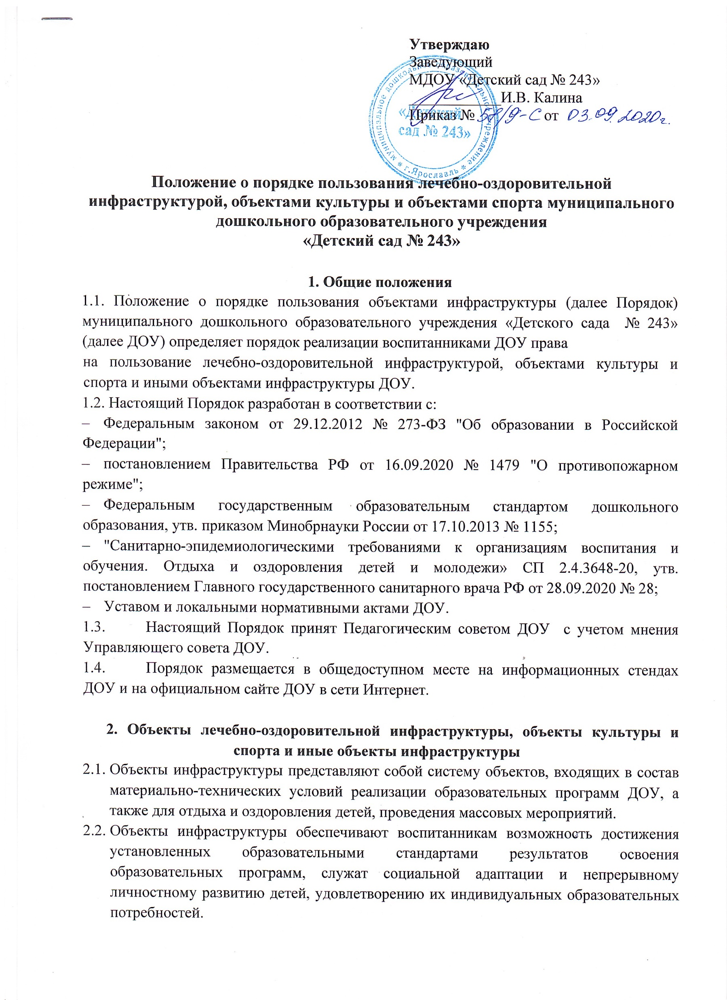 Утверждаю
Заведующий
МДОУ «Детский сад № 243»
И.В. Калина
Приказ № от 03.09.2020г.
муниципальное дошкольное образовательное учреждение * г.Ярославль *
«Детский
сад № 243»
Положение о порядке пользования лечебно-оздоровительной
инфраструктурой, объектами культуры и объектами спорта муниципального
дошкольного образовательного учреждения
«Детский сад № 243»
1. Общие положения
1.1. Положение о порядке пользования объектами инфраструктуры (далее Порядок)
муниципального дошкольного образовательного учреждения «Детского сада № 243»
(далее ДОУ) определяет порядок реализации воспитанниками ДОУ права
на пользование лечебно-оздоровительной инфраструктурой, объектами культуры и
спорта и иными объектами инфраструктуры ДОУ.
1.2. Настоящий Порядок разработан в соответствии с:
– Федеральным законом от 29.12.2012 № 273-ФЗ "Об образовании в Российской
Федерации";
– постановлением Правительства РФ от 16.09.2020 № 1479 "О противопожарном
режиме";
– Федеральным государственным образовательным стандартом дошкольного
образования, утв. приказом Минобрнауки России от 17.10.2013 № 1155;
– "Санитарно-эпидемиологическими требованиями к организациям воспитания и
обучения. Отдыха и оздоровления детей и молодежи» СП 2.4.3648-20, утв.
постановлением Главного государственного санитарного врача РФ от 28.09.2020 № 28;
– Уставом и локальными нормативными актами ДОУ.
1.3. Настоящий Порядок принят Педагогическим советом ДОУ с учетом мнения
Управляющего совета ДОУ.
1.4. Порядок размещается в общедоступном месте на информационных стендах
ДОУ и на официальном сайте ДОУ в сети Интернет.
2. Объекты лечебно-оздоровительной инфраструктуры, объекты культуры и
спорта и иные объекты инфраструктуры
2.1. Объекты инфраструктуры представляют собой систему объектов, входящих в состав
материально-технических условий реализации образовательных программ ДОУ, а
также для отдыха и оздоровления детей, проведения массовых мероприятий.
2.2. Объекты инфраструктуры обеспечивают воспитанникам возможность достижения
установленных образовательными стандартами результатов освоения
образовательных программ, служат социальной адаптации и непрерывному
личностному развитию детей, удовлетворению их индивидуальных образовательных
потребностей.